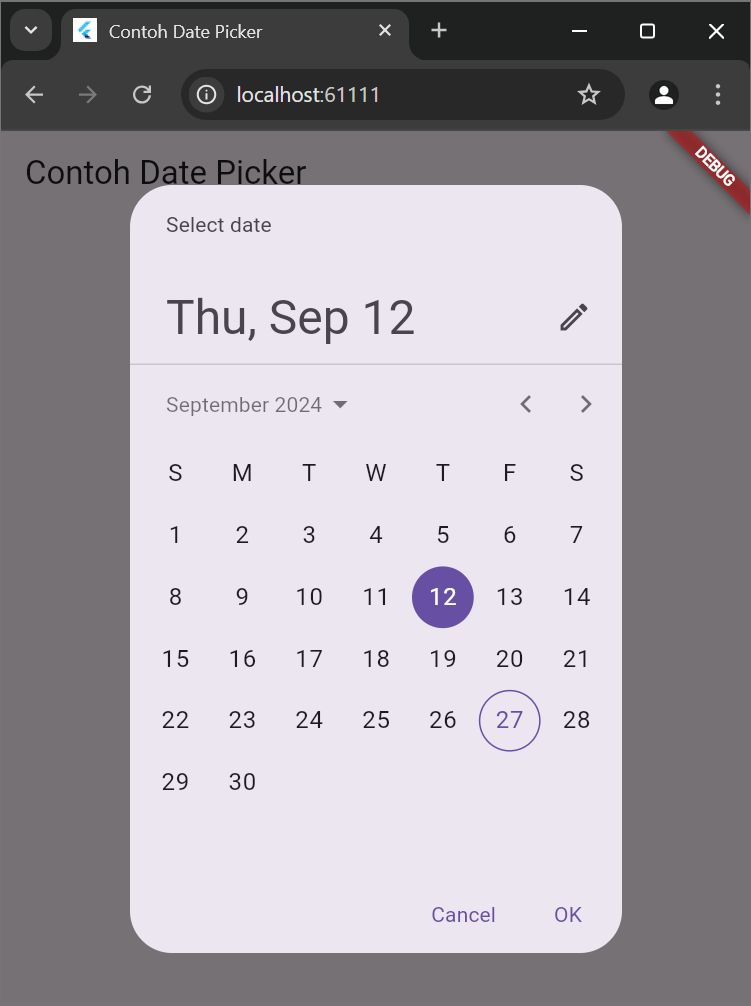 Contoh Date Picker
localhost:61111
Contoh Date Picker
DEBUG
Select date
Thu, Sep 12
September 2024
S M T W T F S
1 2 3 4 5 6 7
8 9 10 11 12 13 14
15 16 17 18 19 20 21
22 23 24 25 26 27 28
29 30
Cancel OK